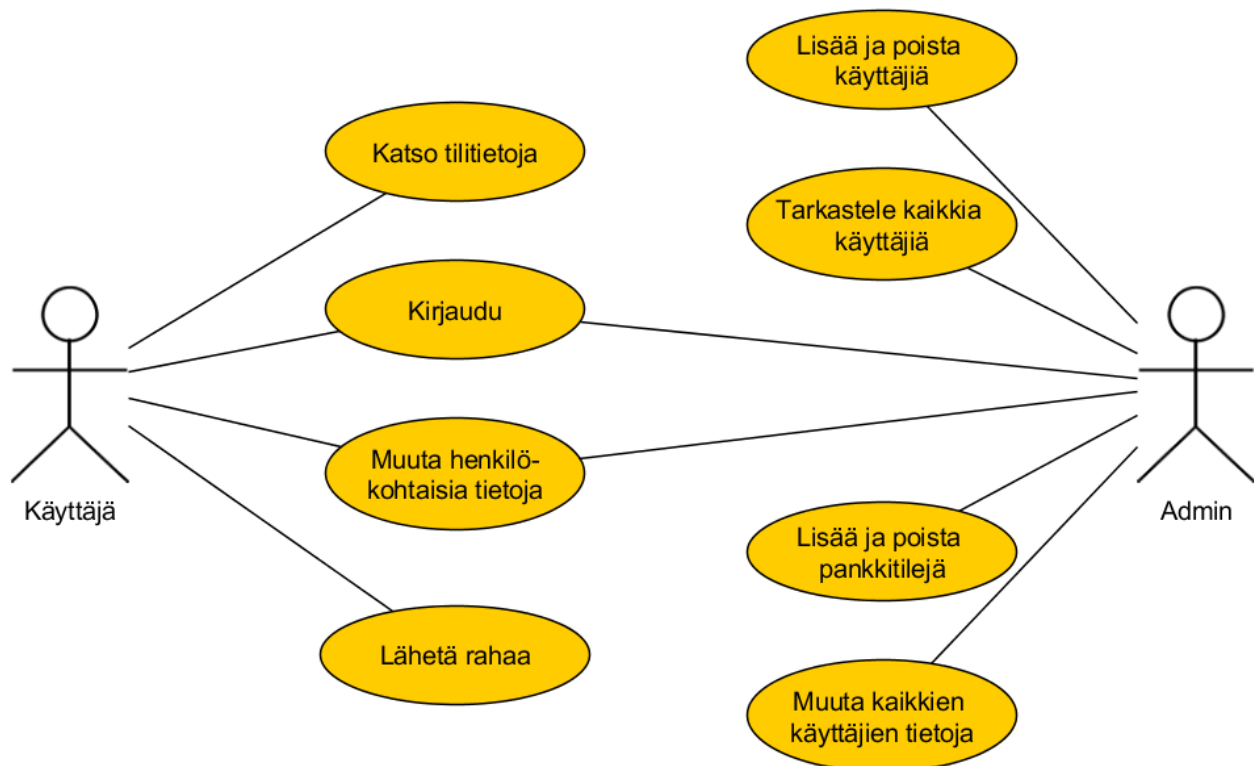 Lisää ja poista
käyttäjiä
Katso tilitietoja
Tarkastele kaikkia
käyttäjiä
Kirjaudu
Muuta henkilö-
kohtaisia tietoja
Käyttäjä
Admin
Lisää ja poista
pankkitilejä
Lähetä rahaa
Muuta kaikkien
käyttäjien tietoja